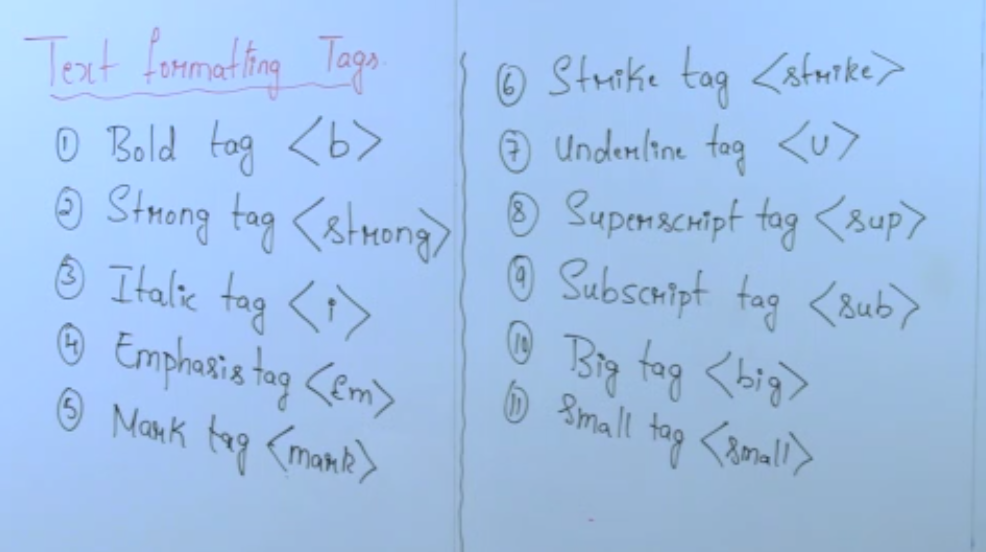 Text formatting Tags.
① Bold tag <b>
② Strong tag <strong>
③ Italic tag <i>
④ Emphasis tag <Em>
⑤ Mark tag <mark>
⑥ Strike tag <strike>
⑦ Underline tag <u>
⑧ Superscript tag <sup>
⑨ Subscript tag <sub>
⑩ Big tag <big>
⑪ Small tag <small>